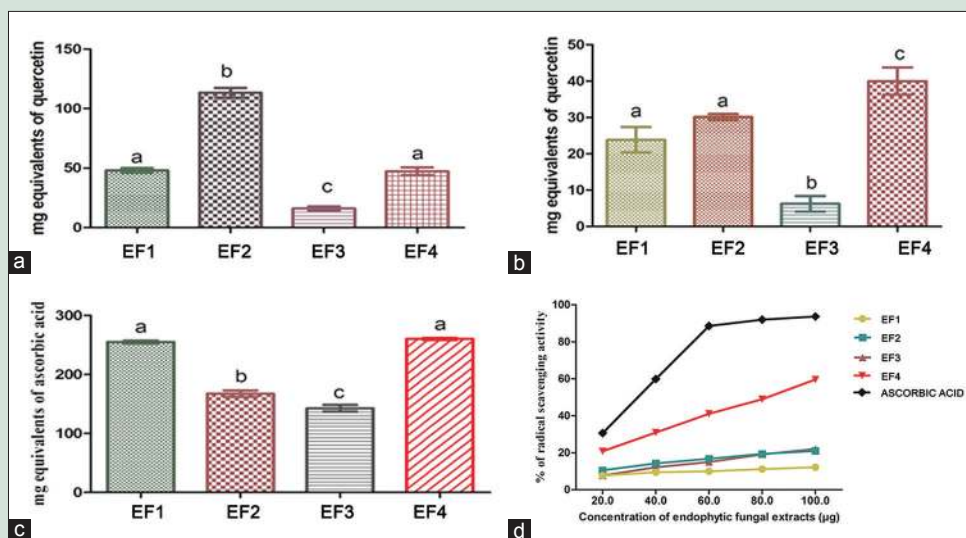 mg equivalents of quercetin
150
100
50
0
a
b
c
a
EF1 EF2 EF3 EF4
a
mg equivalents of quercetin
50
40
30
20
10
0
a
a
b
c
EF1 EF2 EF3 EF4
b
mg equivalents of ascorbic acid
300
200
100
0
a
b
c
a
EF1 EF2 EF3 EF4
c
% of radical scavenging activity
100
80
60
40
20
0
20.0 40.0 60.0 80.0 100.0
Concentration of endophytic fungal extracts (µg)
EF1
EF2
EF3
EF4
ASCORBIC ACID
d